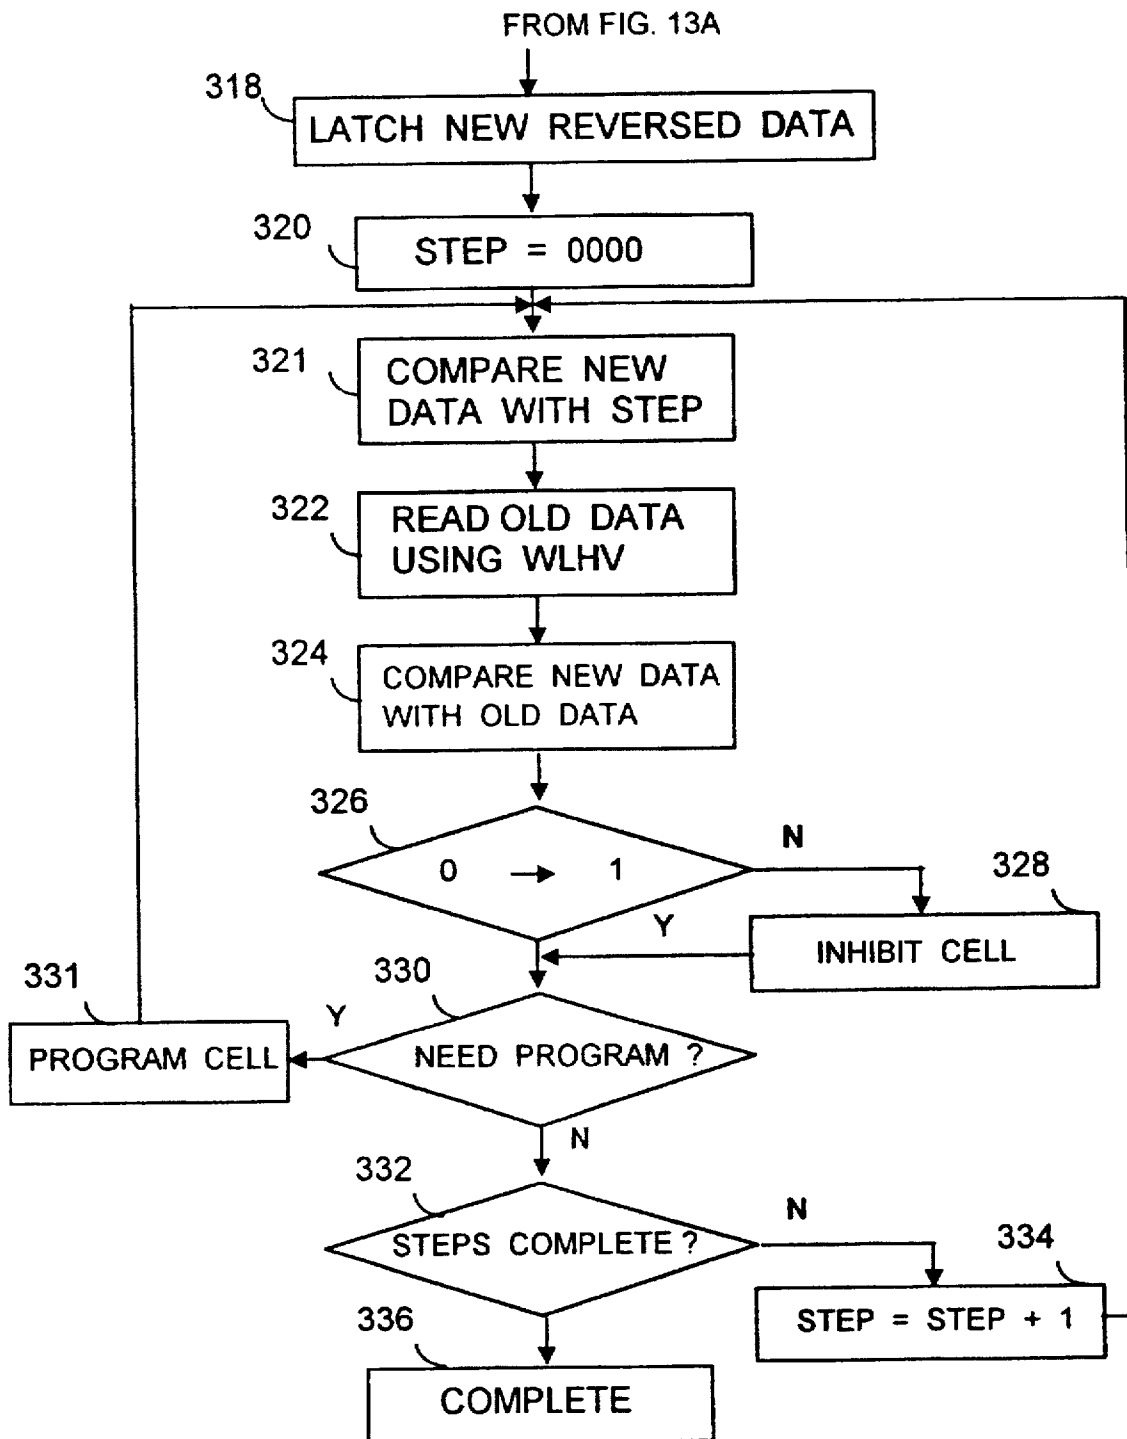 FROM FIG. 13A
318
LATCH NEW REVERSED DATA
320
STEP = 0000
321
COMPARE NEW
DATA WITH STEP
322
READ OLD DATA
USING WLHV
324
COMPARE NEW DATA
WITH OLD DATA
326
0 → 1
N
328
Y
INHIBIT CELL
331
330
Y
PROGRAM CELL
NEED PROGRAM ?
N
332
STEPS COMPLETE ?
N
334
STEP = STEP + 1
336
COMPLETE